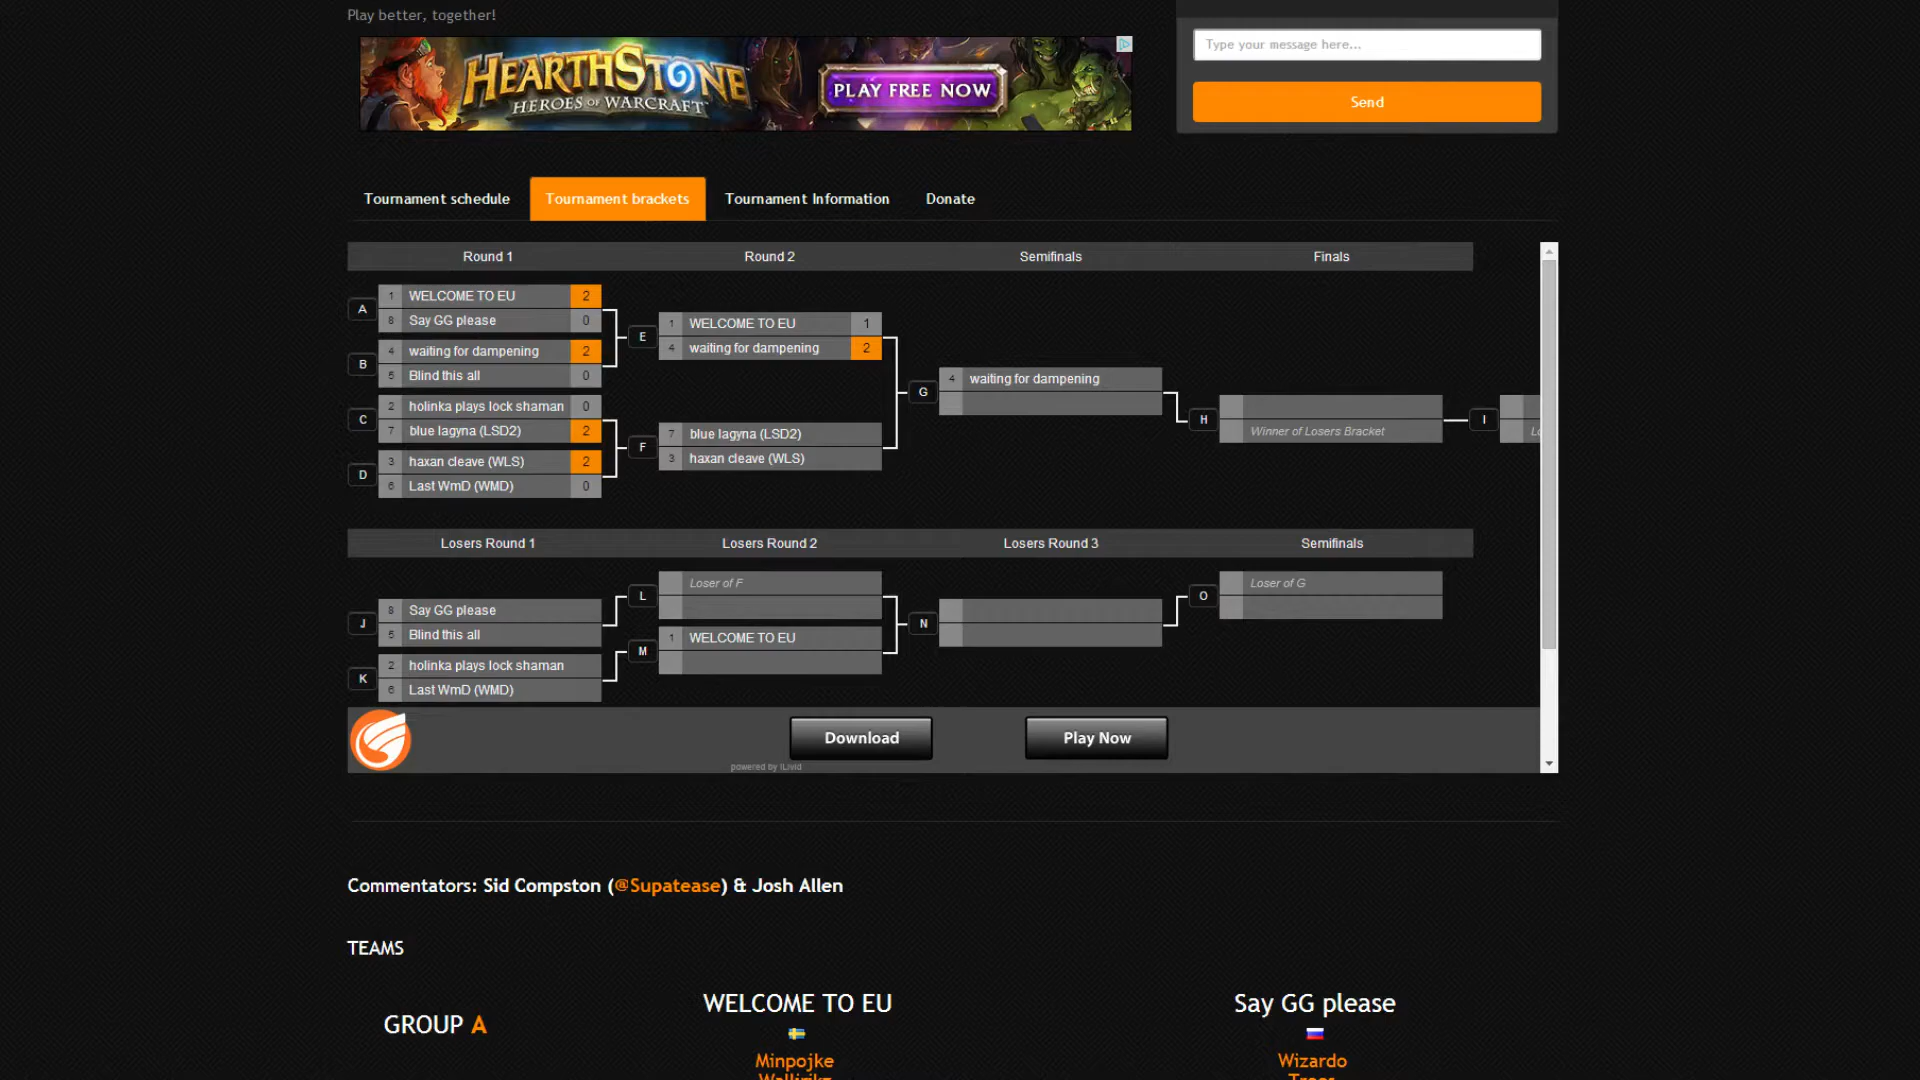 Play better, together!
HEARTHSTONE
HEROES OF WARCRAFT
PLAY FREE NOW
Type your message here...
Send
Tournament schedule Tournament brackets Tournament Information Donate
Round 1 Round 2 Semifinals Finals
A 1 WELCOME TO EU 2
8 Say GG please 0
B 4 waiting for dampening 2
5 Blind this all 0
C 2 holinka plays lock shaman 0
7 blue lagyna (LSD2) 2
D 3 haxan cleave (WLS) 2
6 Last WmD (WMD) 0
E 1 WELCOME TO EU 1
4 waiting for dampening 2
F 7 blue lagyna (LSD2)
3 haxan cleave (WLS)
G 4 waiting for dampening
H Winner of Losers Bracket
I Lo
Losers Round 1 Losers Round 2 Losers Round 3 Semifinals
J 8 Say GG please
5 Blind this all
K 2 holinka plays lock shaman
6 Last WmD (WMD)
L Loser of F
M 1 WELCOME TO EU
N
O Loser of G
Download Play Now
powered by iLivid
Commentators: Sid Compston (@Supatease) & Josh Allen
TEAMS
GROUP A
WELCOME TO EU
Minpojke
Say GG please
Wizardo